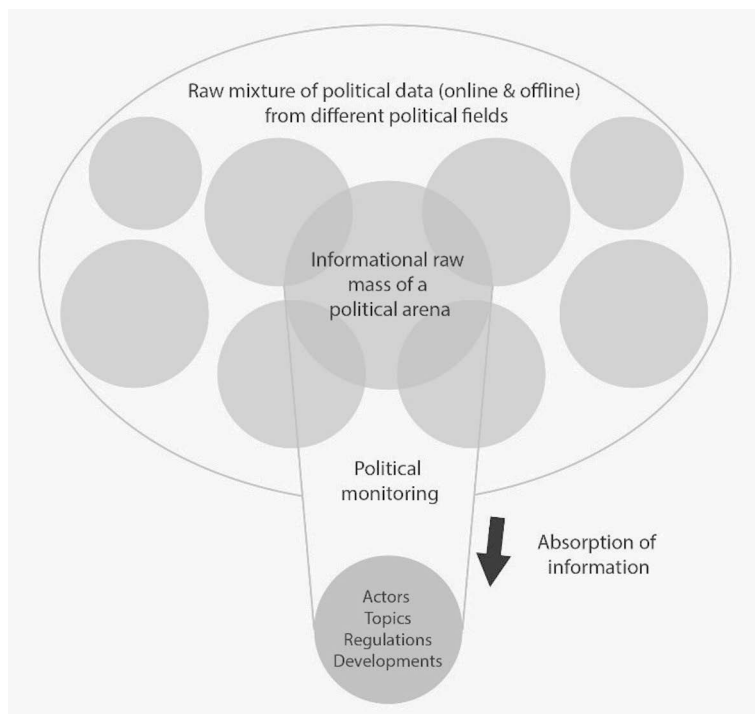 Raw mixture of political data (online & offline)
from different political fields
Informational raw
mass of a
political arena
Political
monitoring
Absorption of
information
Actors
Topics
Regulations
Developments